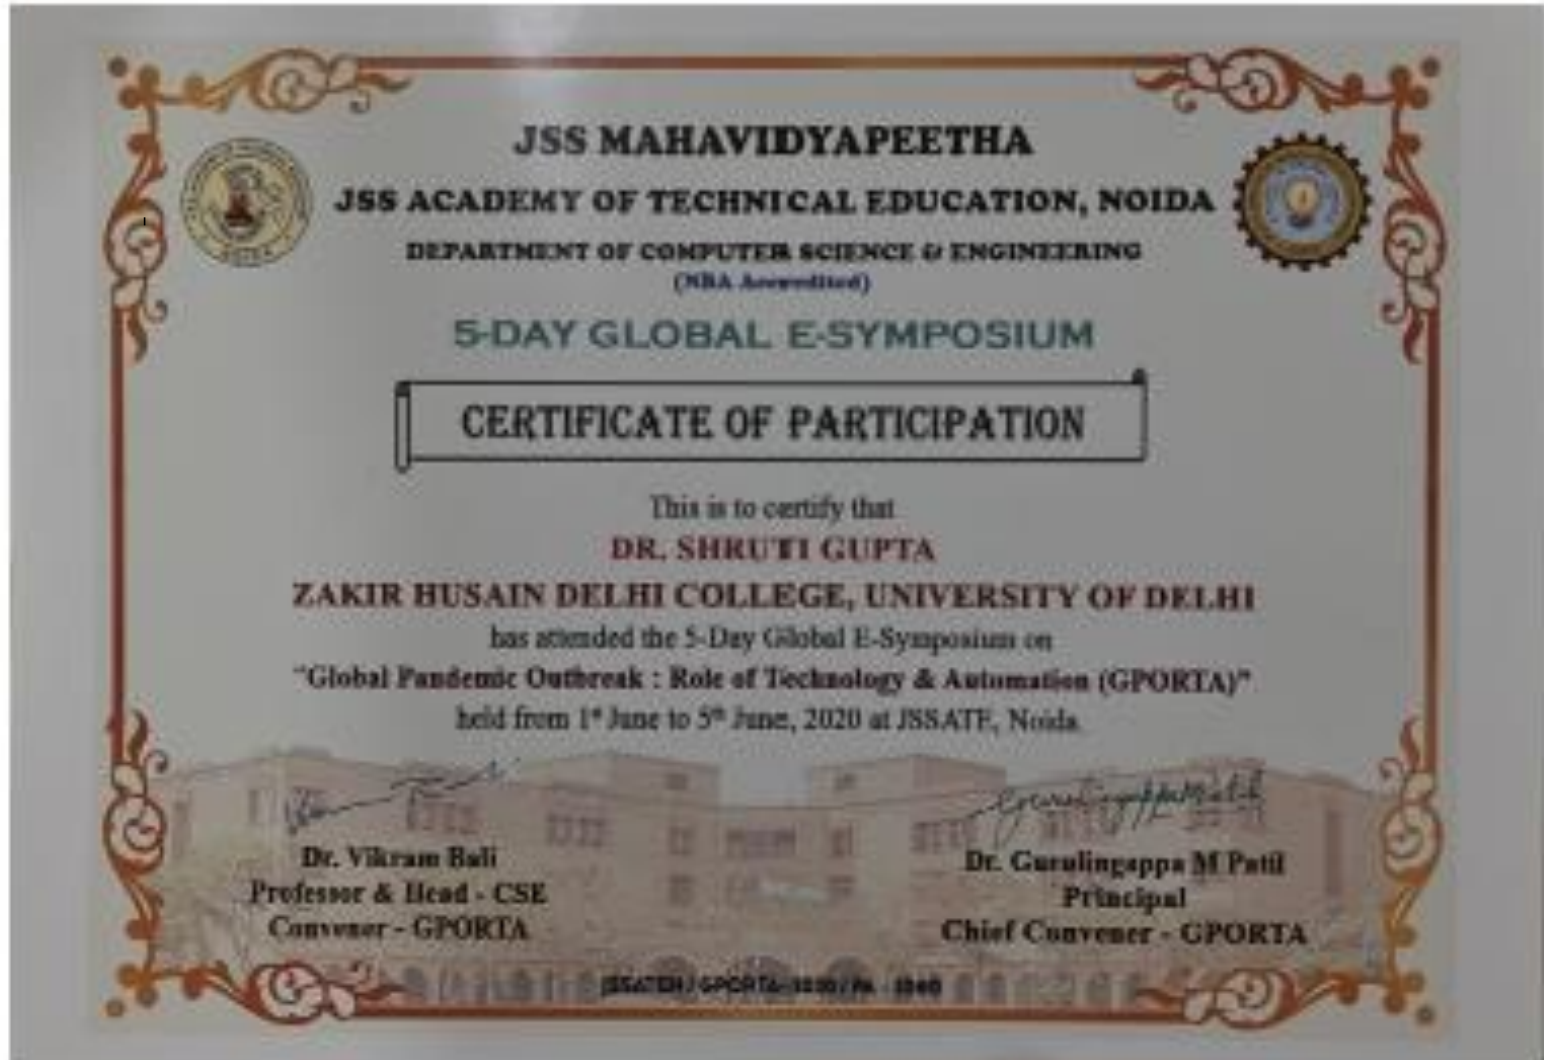 JSS MAHAVIDYAPEETHA
JSS ACADEMY OF TECHNICAL EDUCATION, NOIDA
DEPARTMENT OF COMPUTER SCIENCE & ENGINEERING
(NBA Accredited)
5-DAY GLOBAL E-SYMPOSIUM
CERTIFICATE OF PARTICIPATION
This is to certify that
DR. SHRUTI GUPTA
ZAKIR HUSAIN DELHI COLLEGE, UNIVERSITY OF DELHI
has attended the 5-Day Global E-Symposium on
"Global Pandemic Outbreak : Role of Technology & Automation (GPORTA)"
held from 1st June to 5th June, 2020 at JSSATE, Noida.
Gurulingappa M Patil
Dr. Vikram Bali
Professor & Head - CSE
Convener - GPORTA
Dr. Gurulingappa M Patil
Principal
Chief Convener - GPORTA